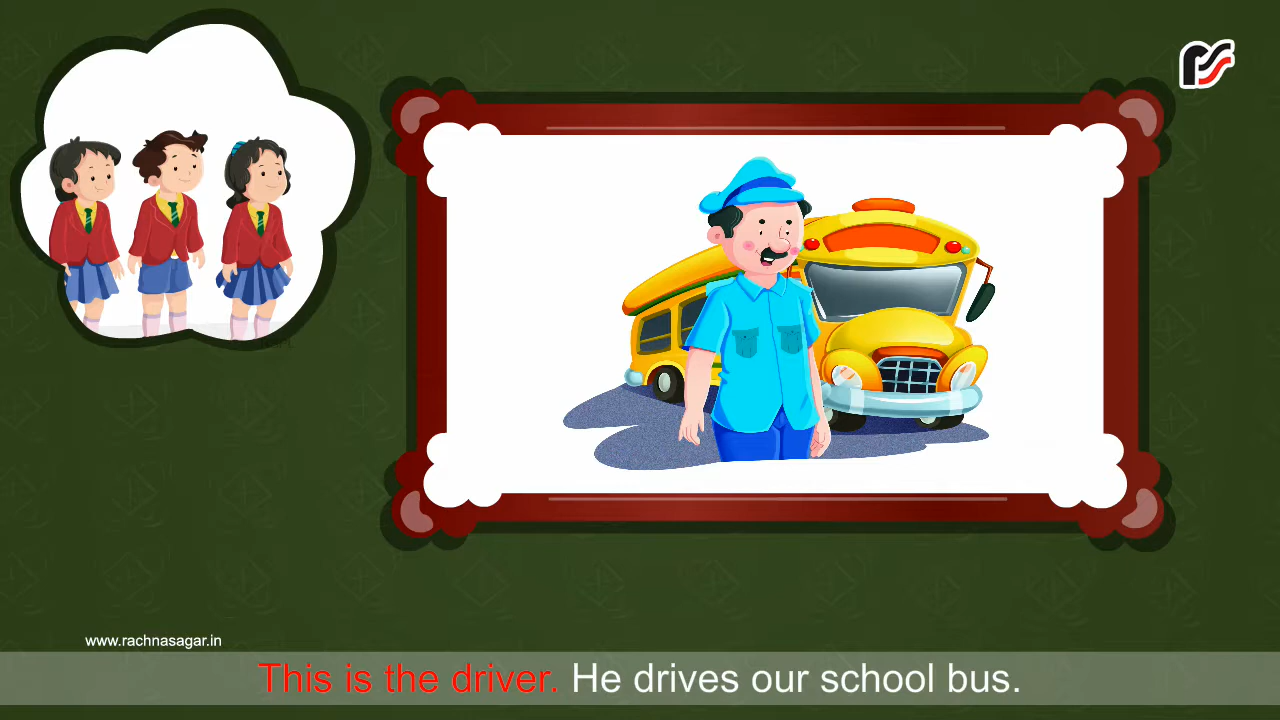 www.rachnasagar.in
This is the driver. He drives our school bus.